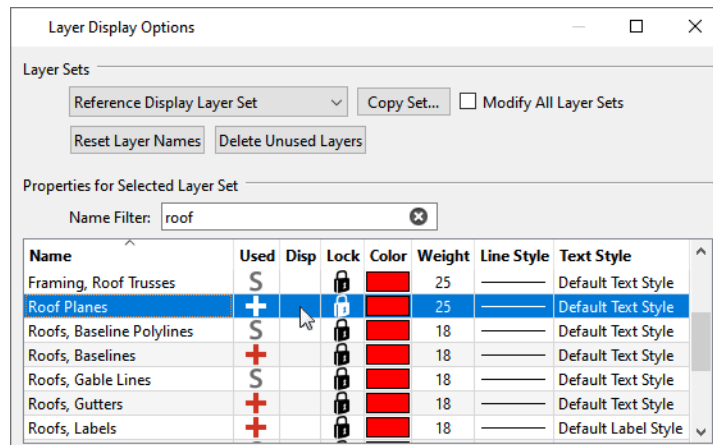 Layer Display Options
Layer Sets
Reference Display Layer Set Copy Set... Modify All Layer Sets
Reset Layer Names Delete Unused Layers
Properties for Selected Layer Set
Name Filter: roof
Name Used Disp Lock Color Weight Line Style Text Style
Framing, Roof Trusses S 25 Default Text Style
Roof Planes 25 Default Text Style
Roofs, Baseline Polylines S 18 Default Text Style
Roofs, Baselines 18 Default Text Style
Roofs, Gable Lines S 18 Default Text Style
Roofs, Gutters 18 Default Text Style
Roofs, Labels 18 Default Label Style